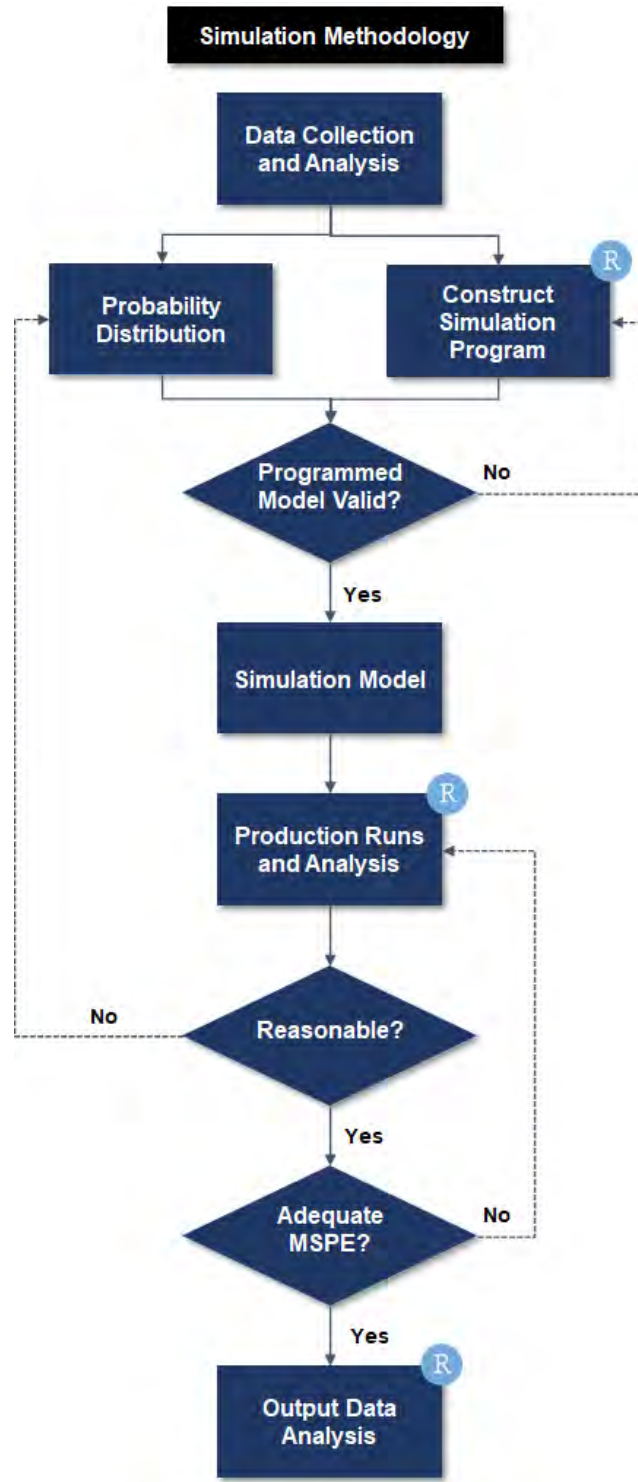 Simulation Methodology
Data Collection
and Analysis
R
Probability
Distribution
Construct
Simulation
Program
Programmed
Model Valid?
No
Yes
Simulation Model
R
Production Runs
and Analysis
No
Reasonable?
Yes
Adequate
MSPE?
No
Yes
R
Output Data
Analysis